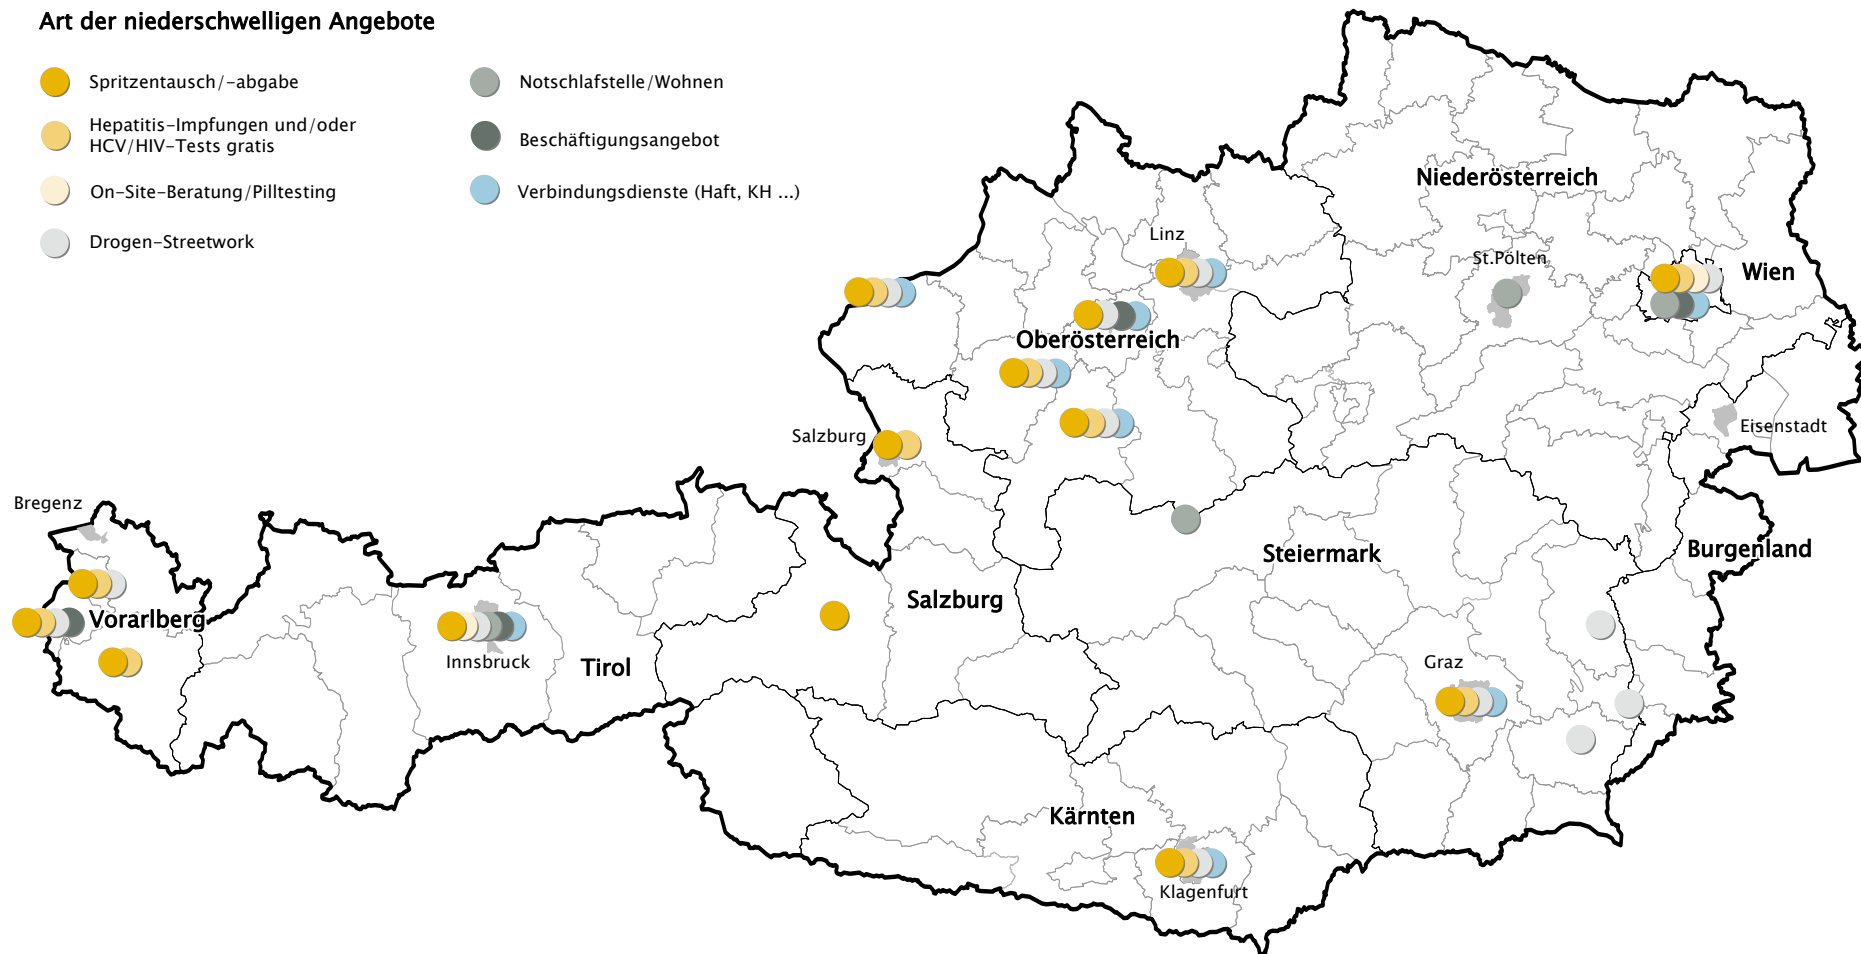 Art der niederschwelligen Angebote
Spritzentausch/-abgabe
Hepatitis-Impfungen und/oder
HCV/HIV-Tests gratis
On-Site-Beratung/Pilltesting
Drogen-Streetwork
Notschlafstelle/Wohnen
Beschäftigungsangebot
Verbindungsdienste (Haft, KH ...)
Niederösterreich
Linz
St.Pölten
Wien
Oberösterreich
Eisenstadt
Salzburg
Bregenz
Burgenland
Steiermark
Salzburg
Vorarlberg
Innsbruck
Tirol
Graz
Kärnten
Klagenfurt